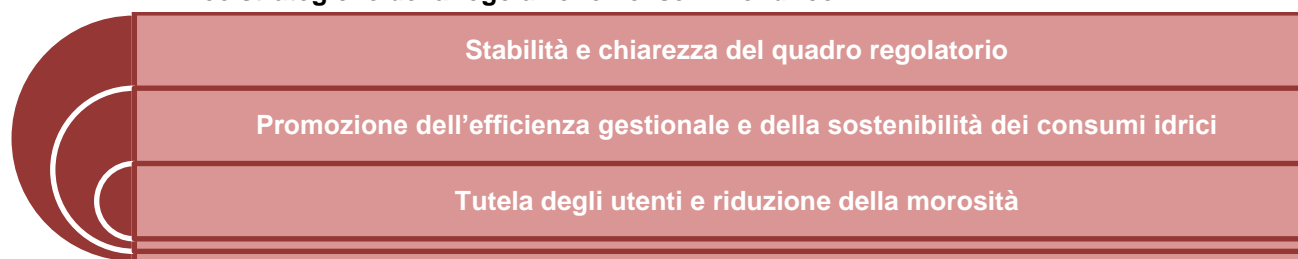 Stabilità e chiarezza del quadro regolatorio
Promozione dell'efficienza gestionale e della sostenibilità dei consumi idrici
Tutela degli utenti e riduzione della morosità